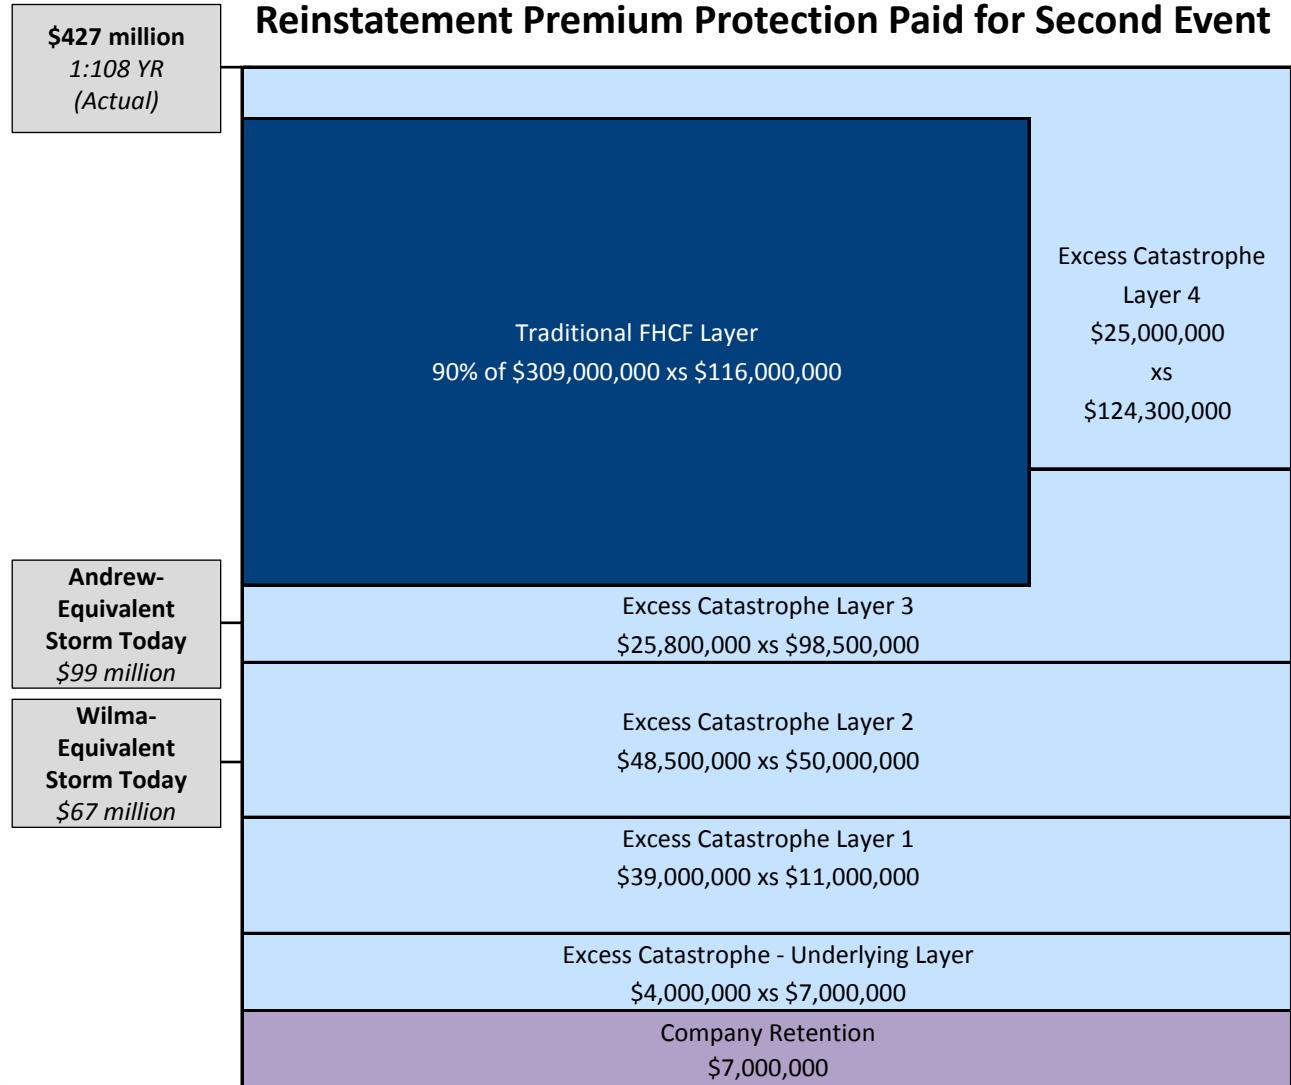 Reinstatement Premium Protection Paid for Second Event
$427 million
1:108 YR
(Actual)
Traditional FHCF Layer
90% of $309,000,000 xs $116,000,000
Excess Catastrophe
Layer 4
$25,000,000
xs
$124,300,000
Andrew-
Equivalent
Storm Today
$99 million
Excess Catastrophe Layer 3
$25,800,000 xs $98,500,000
Wilma-
Equivalent
Storm Today
$67 million
Excess Catastrophe Layer 2
$48,500,000 xs $50,000,000
Excess Catastrophe Layer 1
$39,000,000 xs $11,000,000
Excess Catastrophe - Underlying Layer
$4,000,000 xs $7,000,000
Company Retention
$7,000,000